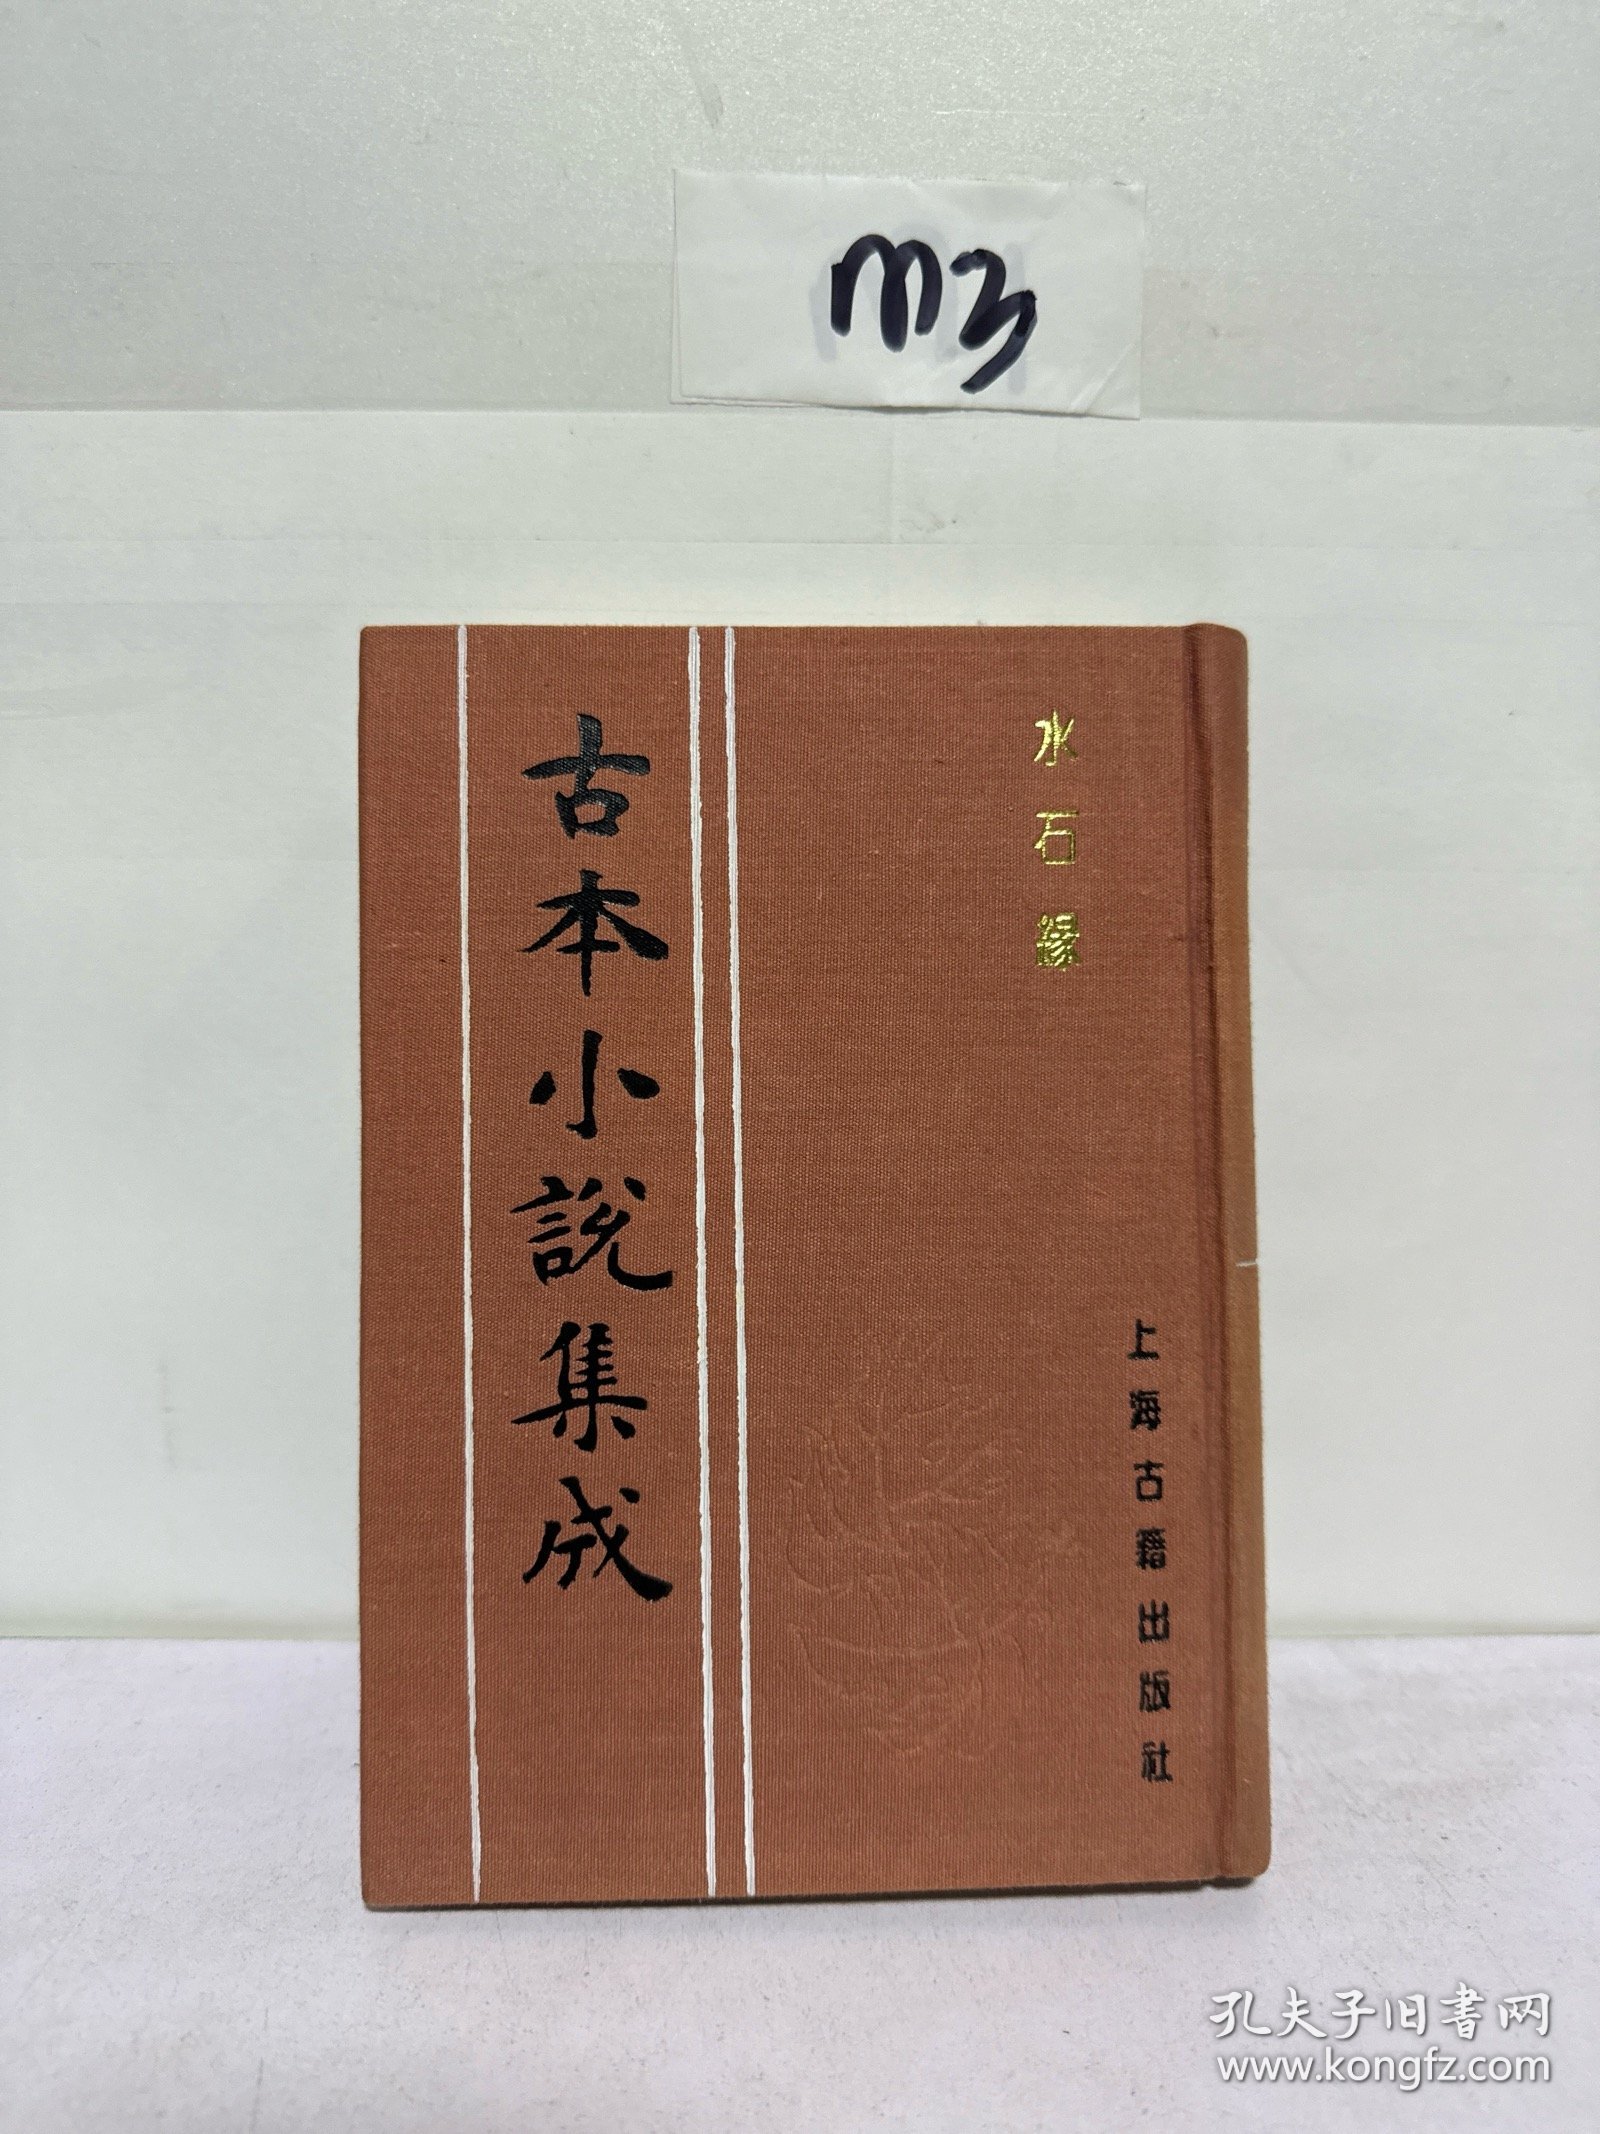 m3
水石緣
古本小說集成
上海古籍出版社
孔夫子旧书网
www.kongfz.com